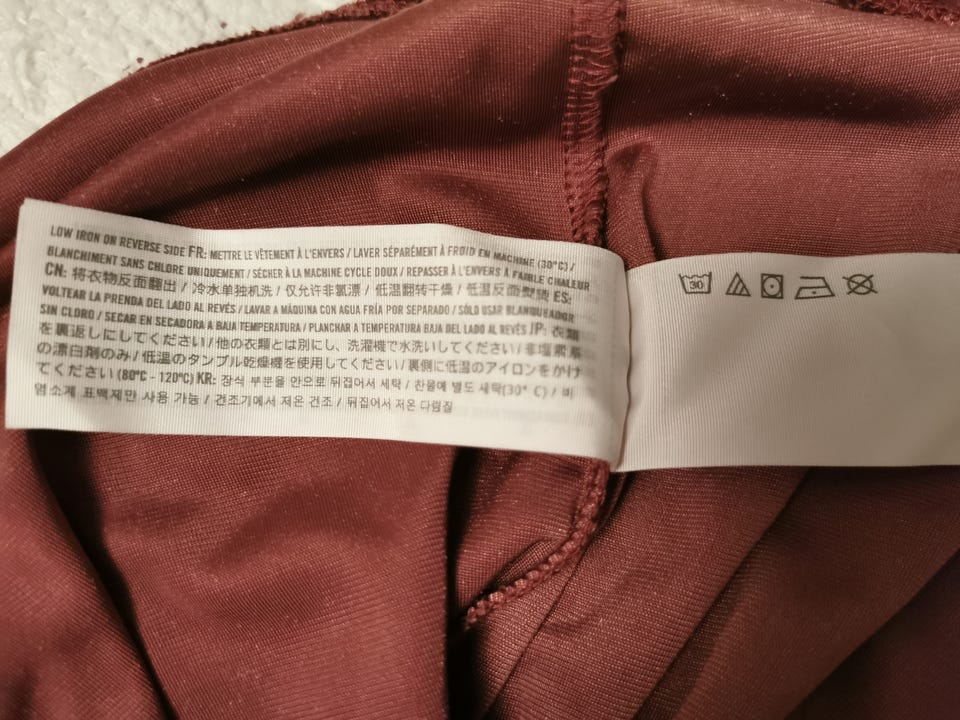 LOW IRON ON REVERSE SIDE FR: METTRE LE VÊTEMENT À L'ENVERS / LAVER SÉPARÉMENT À FROID EN MACHINE (30°C) /
BLANCHIMENT SANS CHLORE UNIQUEMENT / SÉCHER À LA MACHINE CYCLE DOUX / REPASSER À L'ENVERS À FAIBLE CHALEUR
CN: 将衣物反面翻出 / 冷水单独机洗 / 仅允许非氯漂 / 低温翻转干燥 / 低温反面熨烫 ES:
VOLTEAR LA PRENDA DEL LADO AL REVÉS / LAVAR A MÁQUINA CON AGUA FRÍA POR SEPARADO / SÓLO USAR BLANQUEADOR
SIN CLORO / SECAR EN SECADORA A BAJA TEMPERATURA / PLANCHAR A TEMPERATURA BAJA DEL LADO AL REVÉS JP: 衣類
を裏返しにしてください/他の衣類とは別にし、洗濯機で水洗いしてください/非塩素系
の漂白剤のみ/低温のタンブル乾燥機を使用してください/裏側に低温のアイロンをかけ
てください (80°C - 120°C) KR: 장식 부분을 안으로 뒤집어서 세탁 / 찬물에 별도 세탁(30° C) / 비
염소계 표백제만 사용 가능 / 건조기에서 저온 건조 / 뒤집어서 저온 다림질
30